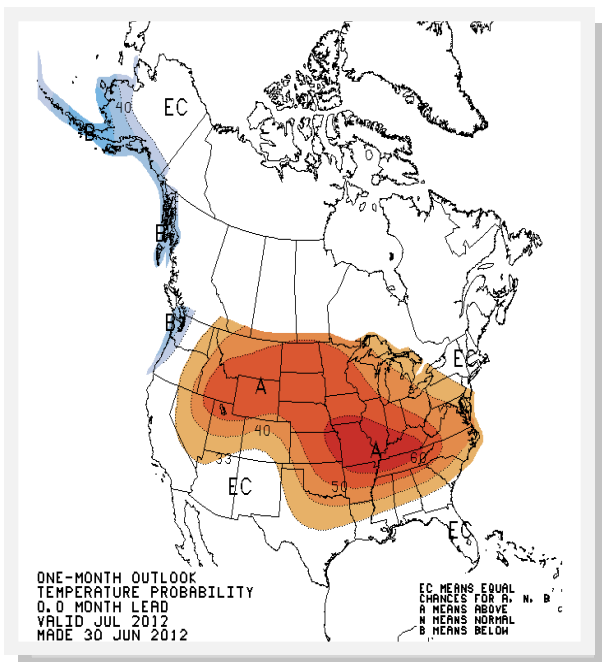 40
EC
B
B
B
EC
A
40
A
60
33
50
EC
EC
ONE-MONTH OUTLOOK
TEMPERATURE PROBABILITY
0.0 MONTH LEAD
VALID JUL 2012
MADE 30 JUN 2012
EC MEANS EQUAL
CHANCES FOR A, N, B
A MEANS ABOVE
N MEANS NORMAL
B MEANS BELOW